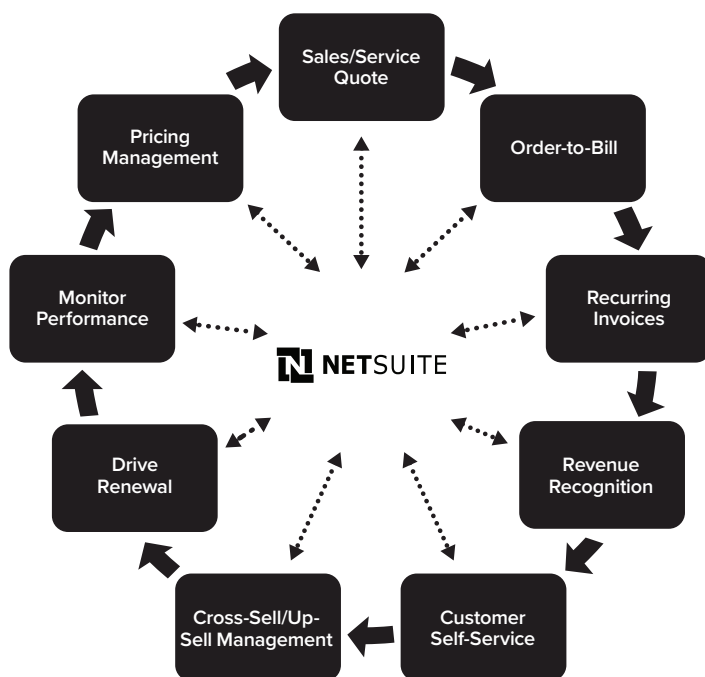 Sales/Service
Quote
Order-to-Bill
Recurring
Invoices
Revenue
Recognition
Customer
Self-Service
Cross-Sell/Up-
Sell Management
Drive
Renewal
Monitor
Performance
Pricing
Management
NETSUITE